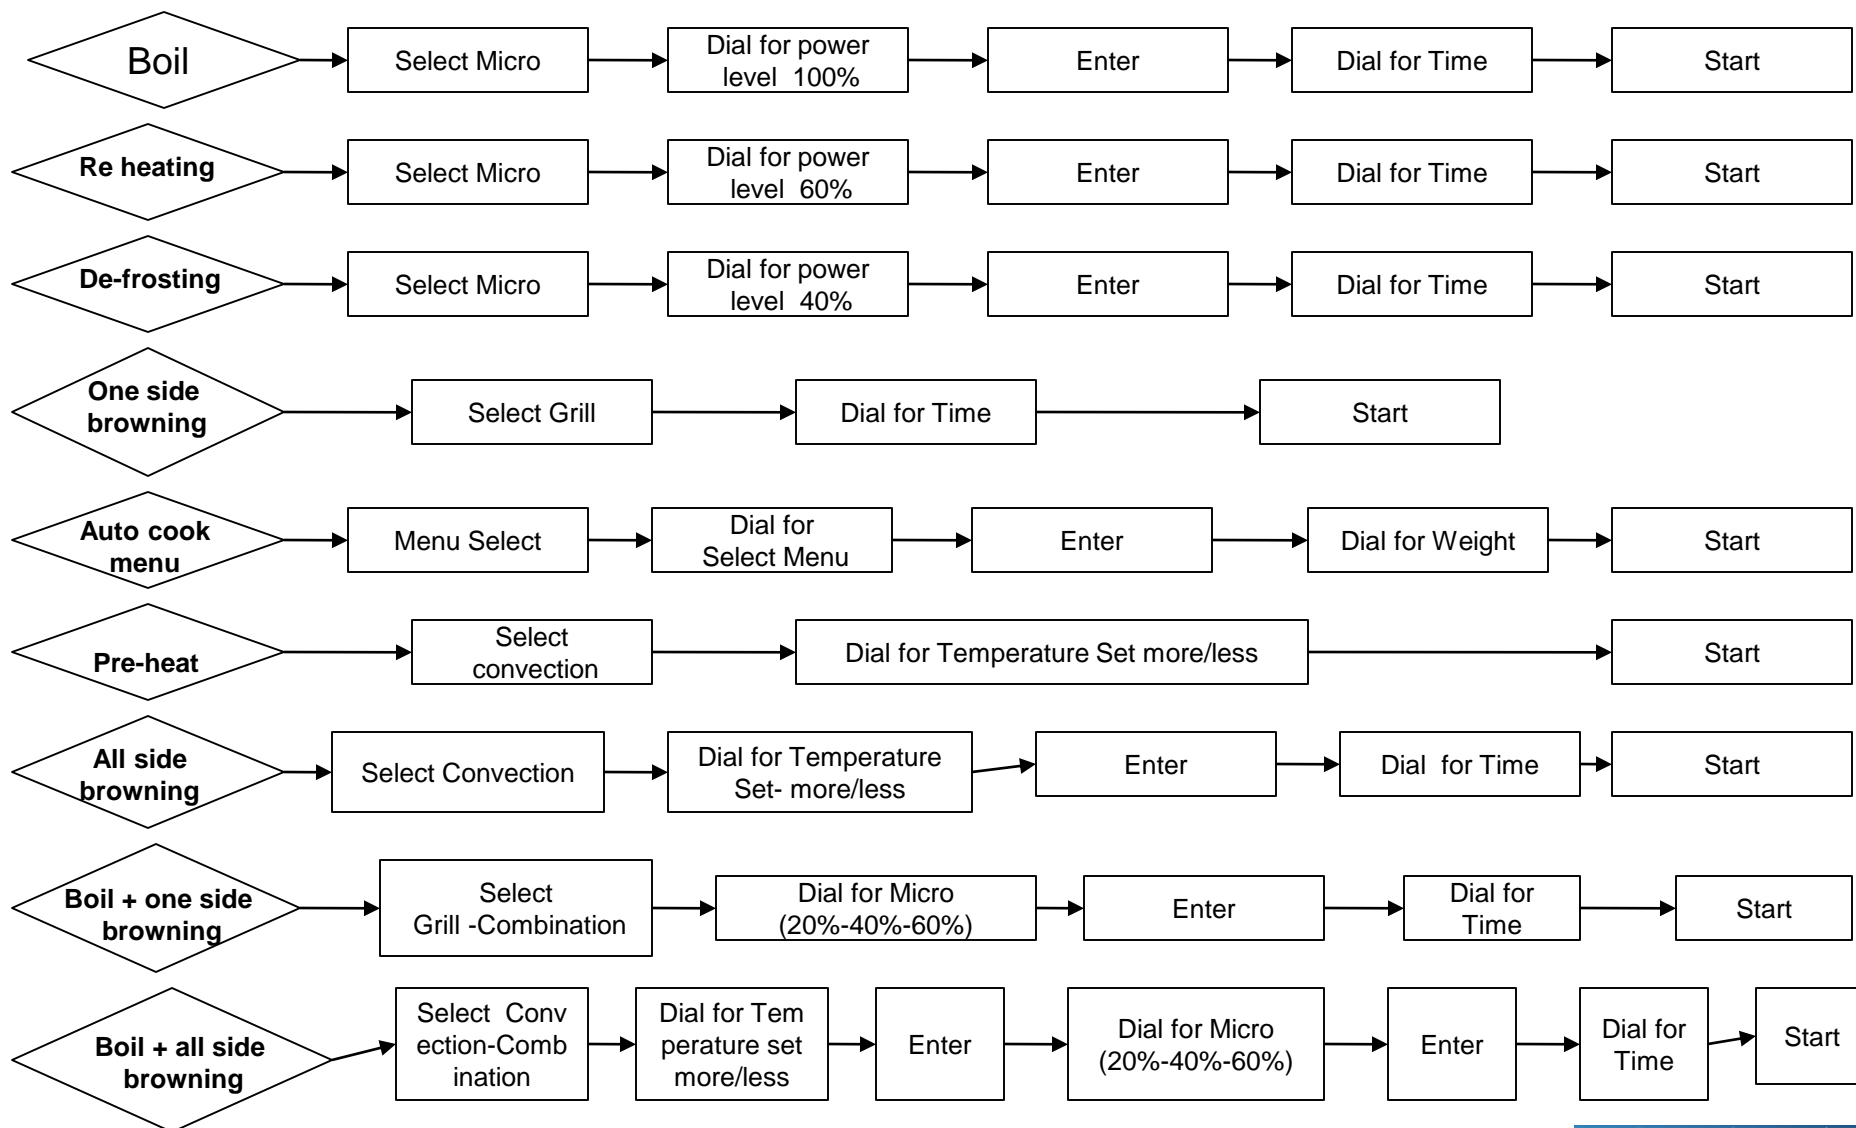 Boil
Select Micro
Dial for power
level 100%
Enter
Dial for Time
Start
Re heating
Select Micro
Dial for power
level 60%
Enter
Dial for Time
Start
De-frosting
Select Micro
Dial for power
level 40%
Enter
Dial for Time
Start
One side
browning
Select Grill
Dial for Time
Start
Auto cook
menu
Menu Select
Dial for
Select Menu
Enter
Dial for Weight
Start
Pre-heat
Select
convection
Dial for Temperature Set more/less
Start
All side
browning
Select Convection
Dial for Temperature
Set- more/less
Enter
Dial for Time
Start
Boil + one side
browning
Select
Grill -Combination
Dial for Micro
(20%-40%-60%)
Enter
Dial for
Time
Start
Boil + all side
browning
Select Conv
ection-Comb
ination
Dial for Tem
perature set
more/less
Enter
Dial for Micro
(20%-40%-60%)
Enter
Dial for
Time
Start